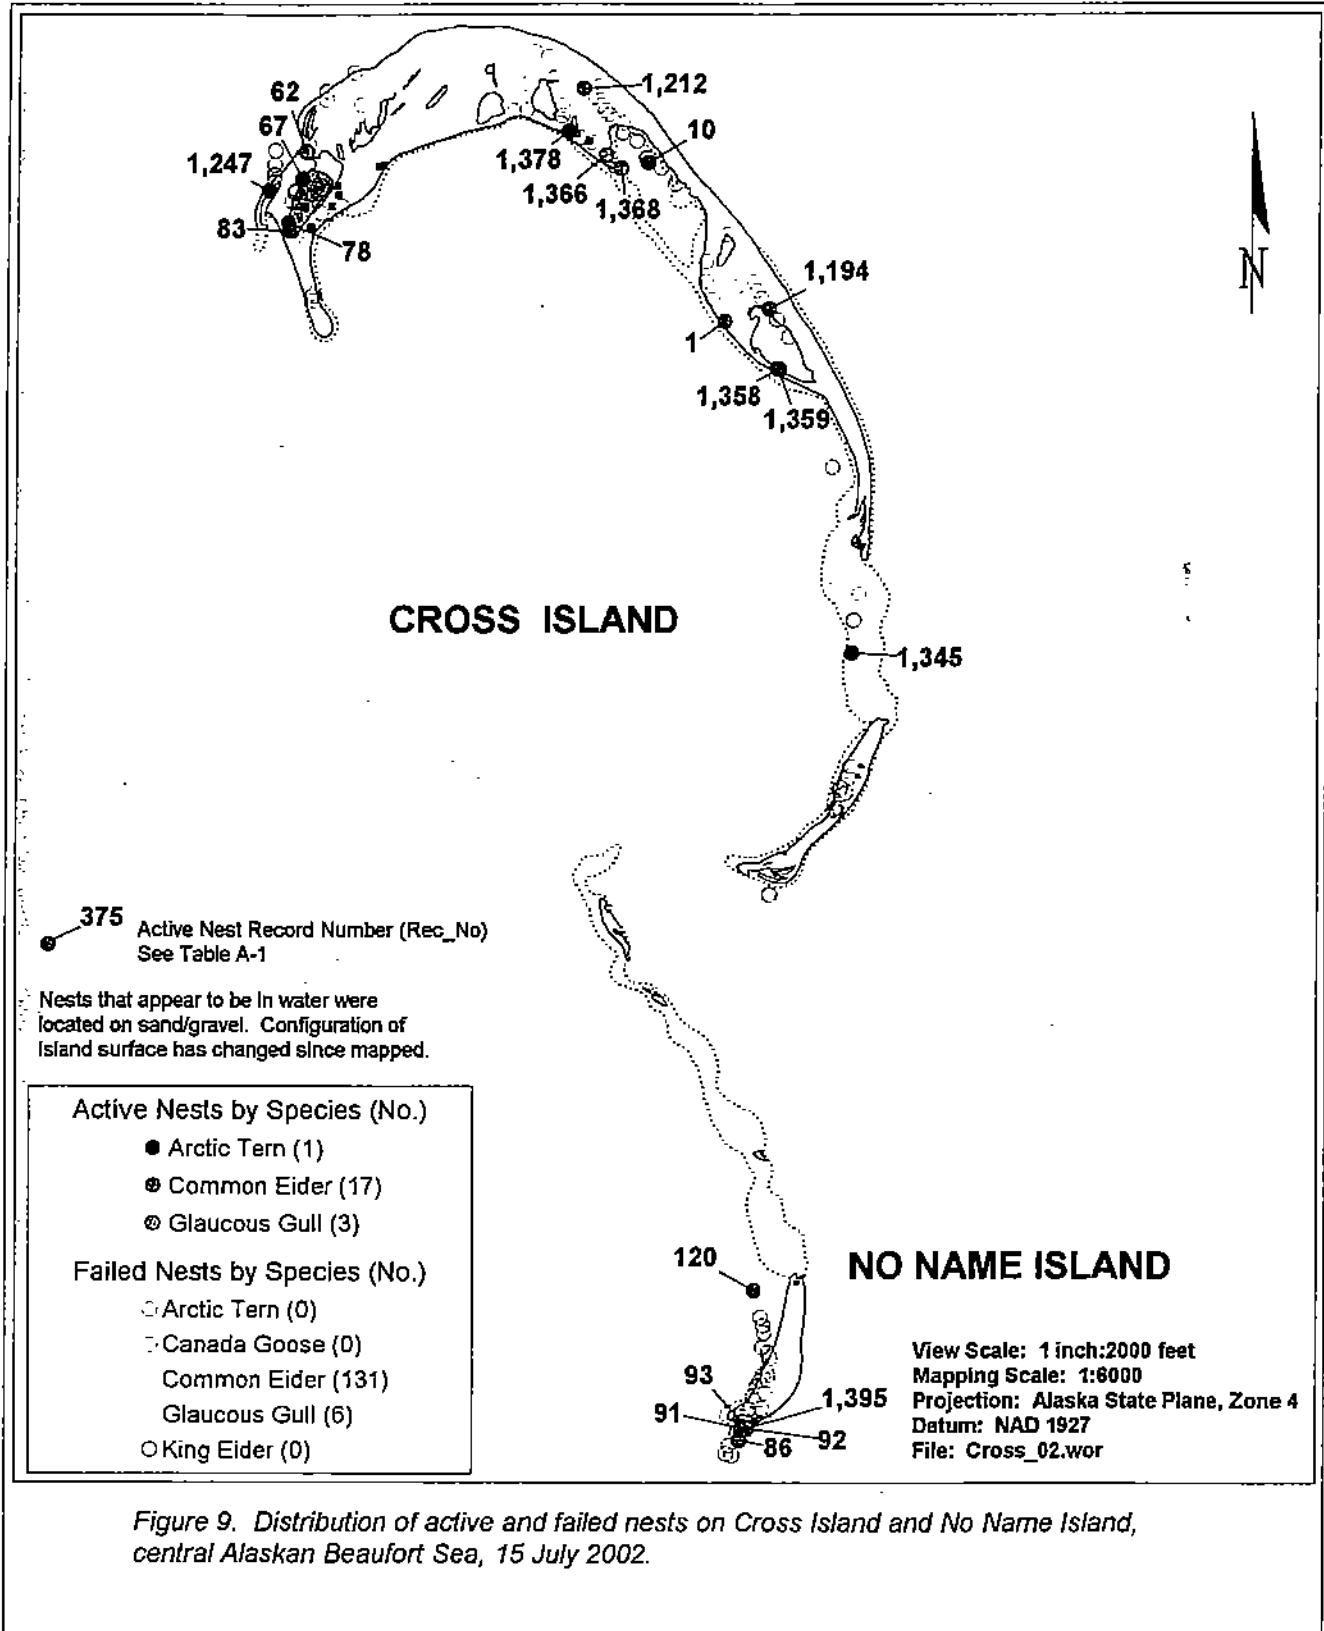 62
67
1,247
83
78
1,212
10
1,378
1,366
1,368
N
1,194
1
1,358
1,359
CROSS ISLAND
1,345
375
Active Nest Record Number (Rec_No)
See Table A-1
Nests that appear to be in water were
located on sand/gravel. Configuration of
island surface has changed since mapped.
Active Nests by Species (No.)
Arctic Tern (1)
Common Eider (17)
Glaucous Gull (3)
Failed Nests by Species (No.)
Arctic Tern (0)
Canada Goose (0)
Common Eider (131)
Glaucous Gull (6)
King Eider (0)
120
NO NAME ISLAND
93
91
1,395
92
86
View Scale: 1 inch:2000 feet
Mapping Scale: 1:6000
Projection: Alaska State Plane, Zone 4
Datum: NAD 1927
File: Cross_02.wor
Figure 9. Distribution of active and failed nests on Cross Island and No Name Island,
central Alaskan Beaufort Sea, 15 July 2002.